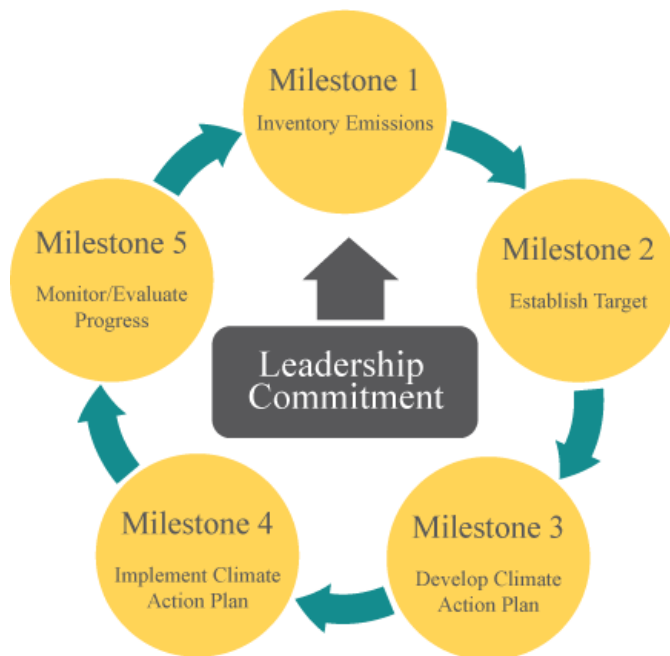 Milestone 1
Inventory Emissions
Milestone 2
Establish Target
Milestone 3
Develop Climate
Action Plan
Milestone 4
Implement Climate
Action Plan
Milestone 5
Monitor/Evaluate
Progress
Leadership
Commitment